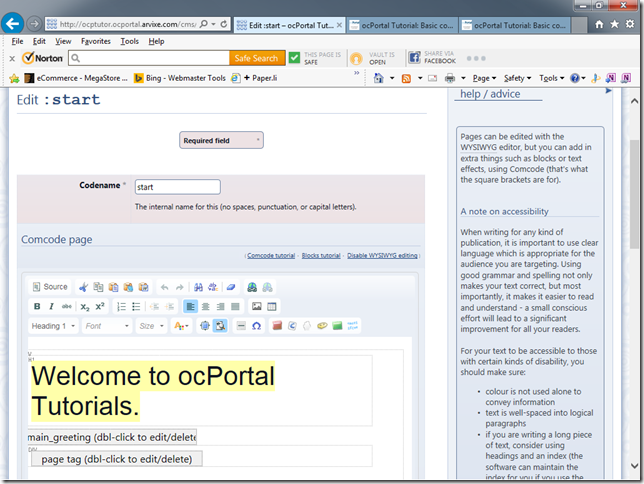 http://ocptutor.ocportal.arvixe.com/cms/
Edit :start – ocPortal Tut...
ocPortal Tutorial: Basic co...
ocPortal Tutorial: Basic co...
File Edit View Favorites Tools Help
x Norton Safe Search THIS PAGE IS SAFE VAULT IS OPEN SHARE VIA FACEBOOK
eCommerce - MegaStore ... Bing - Webmaster Tools + Paper.li » Page Safety Tools »
Edit :start
Required field *
Codename * start
The internal name for this (no spaces, punctuation, or capital letters).
Comcode page
| Comcode tutorial · Blocks tutorial · Disable WYSIWYG editing |
Source
B I abc X2 X2
Heading 1 Font Size A
H1
Welcome to ocPortal
Tutorials.
main_greeting (dbl-click to edit/delete
DIV
page tag (dbl-click to edit/delete)
help / advice
Pages can be edited with the
WYSIWYG editor, but you can add in
extra things such as blocks or text
effects, using Comcode (that's what
the square brackets are for).
A note on accessibility
When writing for any kind of
publication, it is important to use clear
language which is appropriate for the
audience you are targeting. Using
good grammar and spelling not only
makes your text correct, but most
importantly, it makes it easier to read
and understand - a small conscious
effort will lead to a significant
improvement for all your readers.
For your text to be accessible to those
with certain kinds of disability, you
should make sure:
• colour is not used alone to
convey information
• text is well-spaced into logical
paragraphs
• if you are writing a long piece
of text, consider using
headings and an index (the
software can maintain the
index for you if you use the